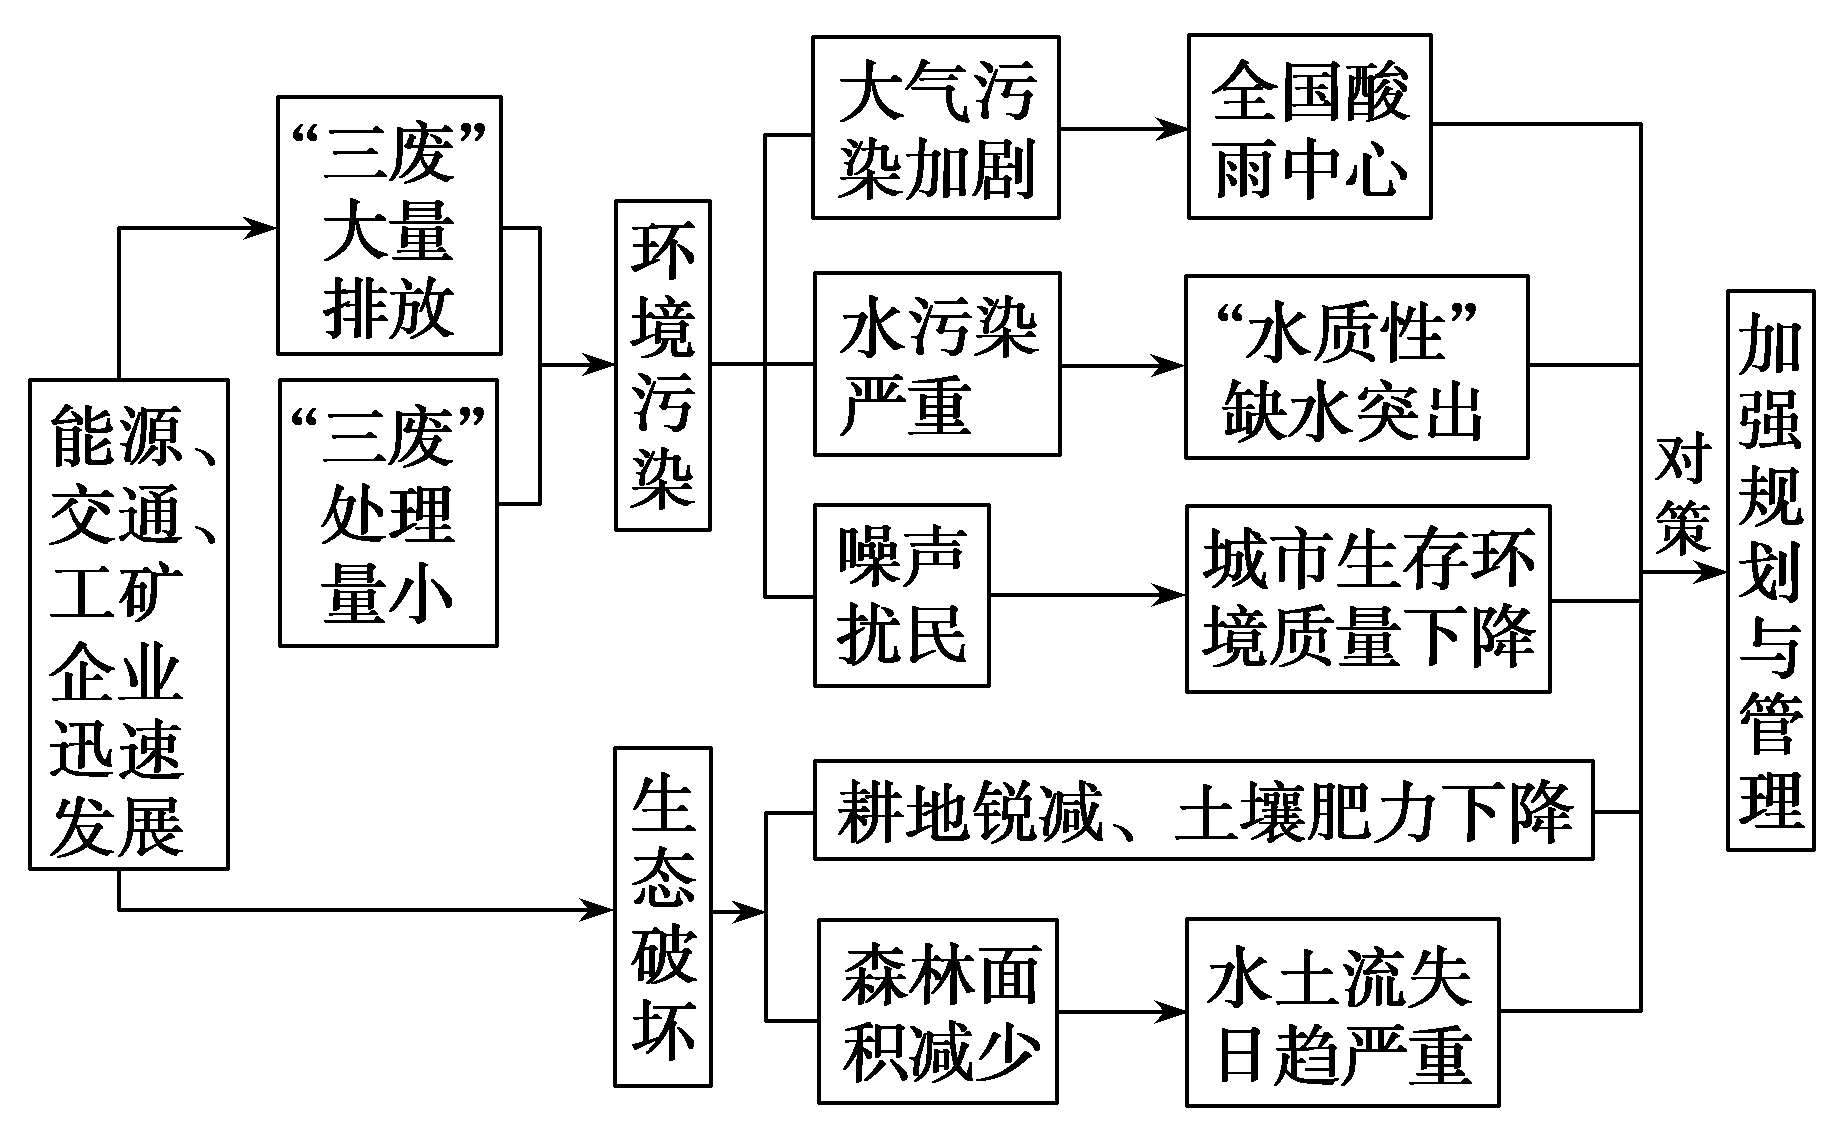 能源、
交通、
工矿
企业
迅速
发展
“三废”
大量
排放
“三废”
处理
量小
环境污染
大气污
染加剧
全国酸
雨中心
水污染
严重
“水质性”
缺水突出
噪声
扰民
城市生存环
境质量下降
生态破坏
耕地锐减、土壤肥力下降
森林面
积减少
水土流失
日趋严重
对策
加强规划与管理